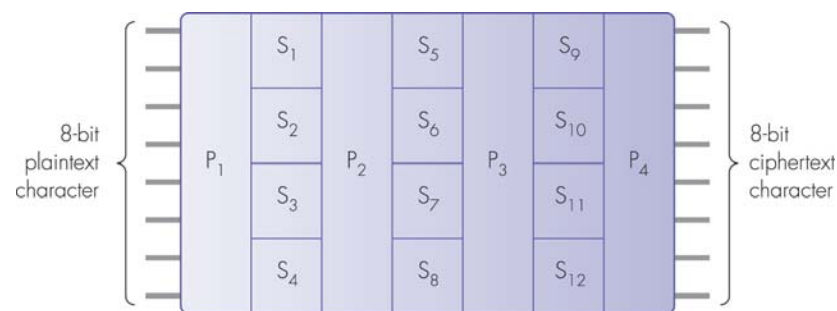 8-bit
plaintext
character
P₁
S₁
S₂
S₃
S₄
P₂
S₅
S₆
S₇
S₈
P₃
S₉
S₁₀
S₁₁
S₁₂
P₄
8-bit
ciphertext
character